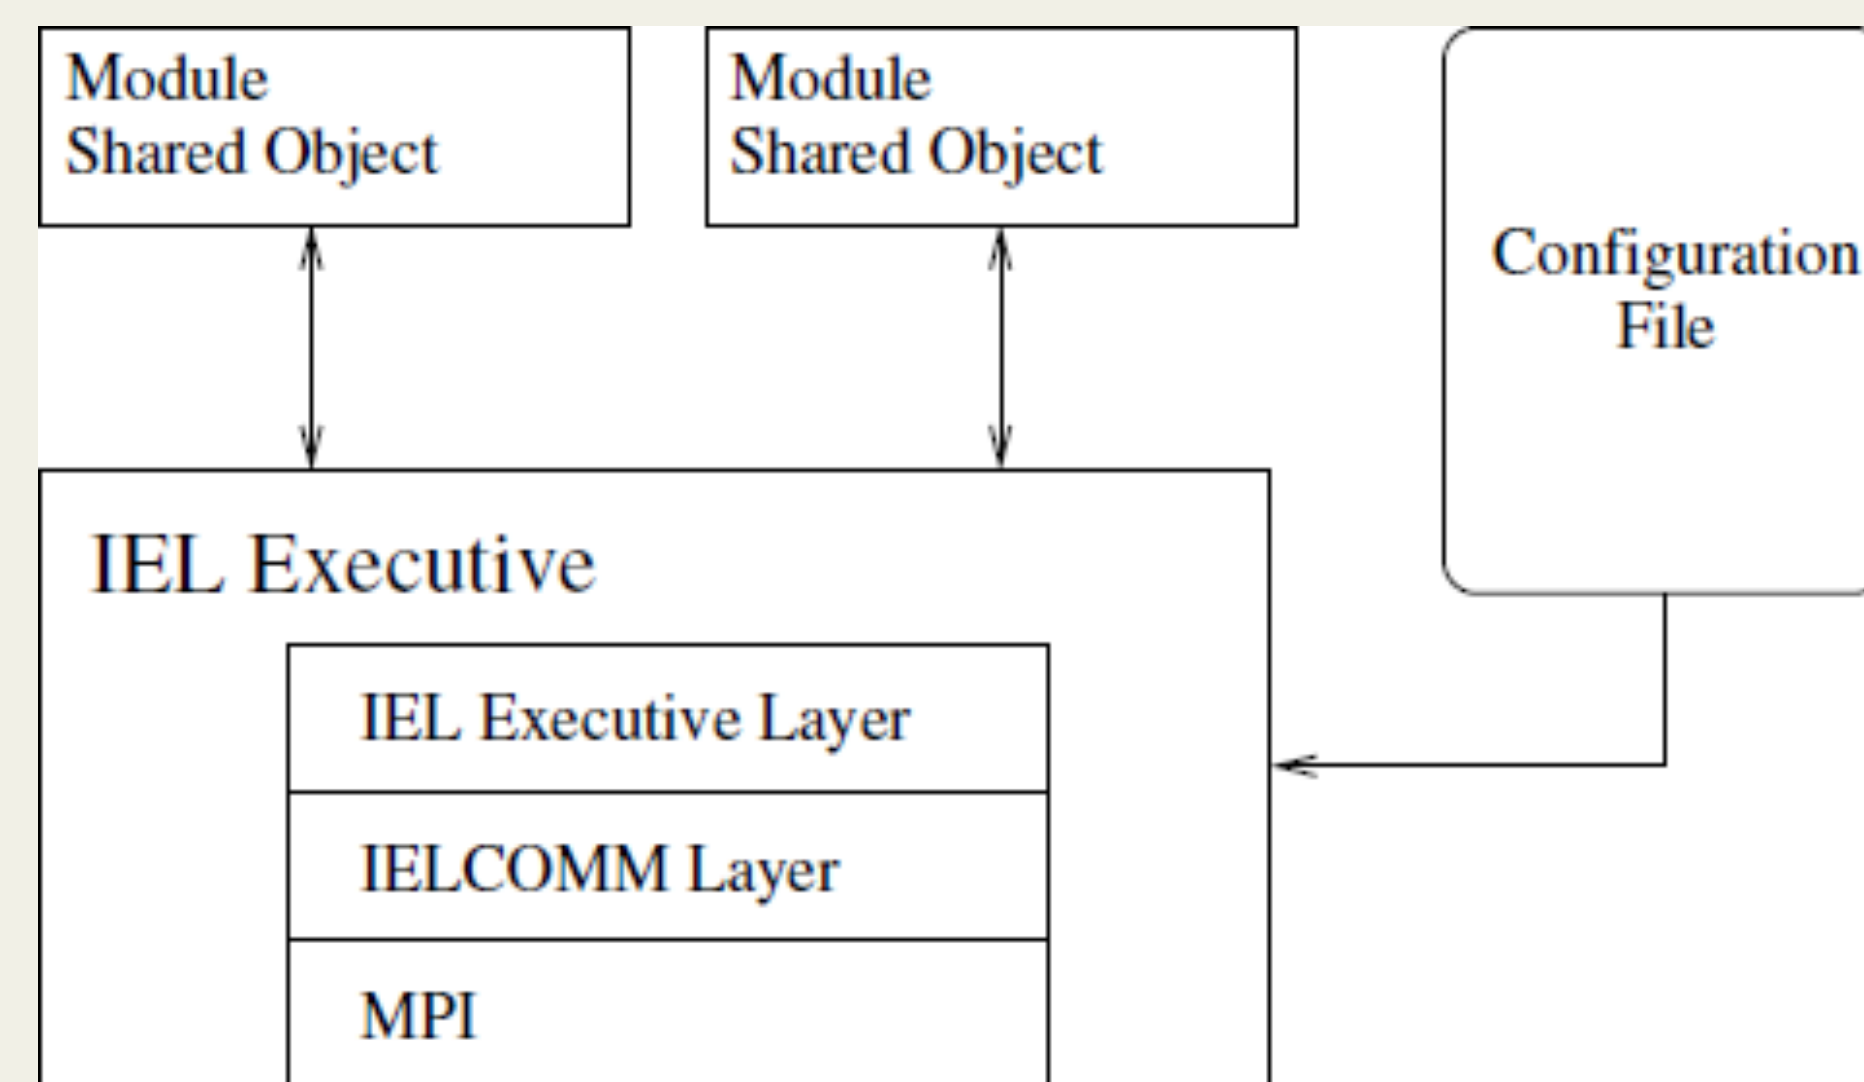 Module
Shared Object
Module
Shared Object
Configuration
File
IEL Executive
IEL Executive Layer
IELCOMM Layer
MPI